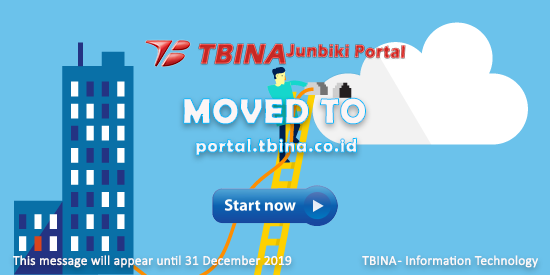 TBINA Junbiki Portal
MOVED TO
portal.tbina.co.id
Start now
This message will appear until 31 December 2019
TBINA- Information Technology